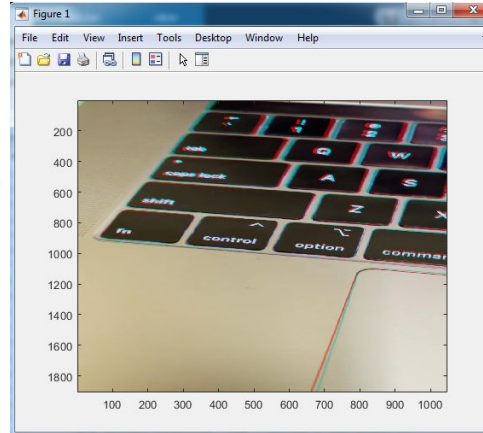 Figure 1
File Edit View Insert Tools Desktop Window Help
200
400
600
800
1000
1200
1400
1600
1800
tab Q W
caps lock A S
shift Z X
fn control option comman
100 200 300 400 500 600 700 800 900 1000